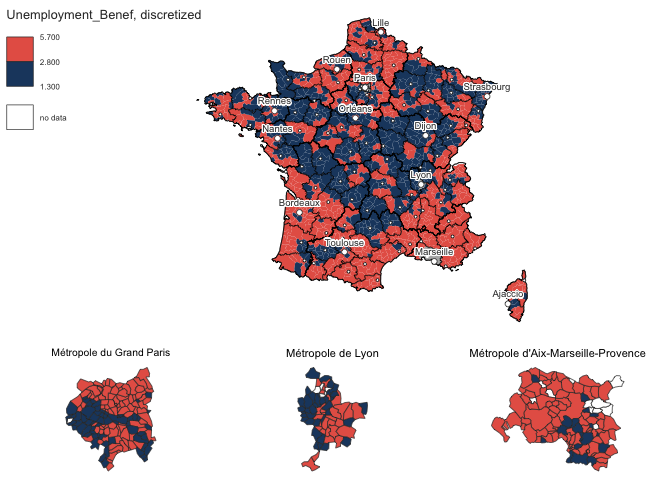 Unemployment_Benef, discretized
5.700
2.800
1.300
no data
Lille
Rouen
Paris
Strasbourg
Rennes
Orléans
Nantes
Dijon
Lyon
Bordeaux
Toulouse
Marseille
Ajaccio
Métropole du Grand Paris
Métropole de Lyon
Métropole d'Aix-Marseille-Provence